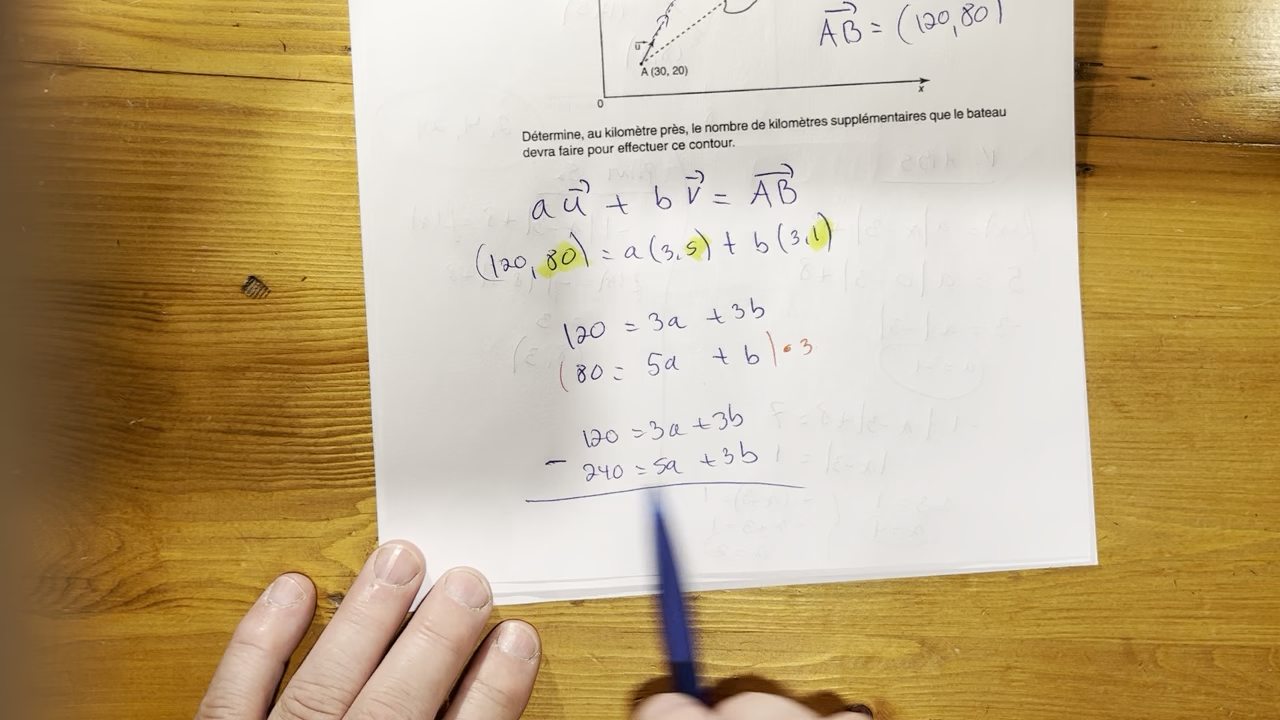 u
A (30, 20)
0
x
AB = (120,80)
Détermine, au kilomètre près, le nombre de kilomètres supplémentaires que le bateau
devra faire pour effectuer ce contour.
au + bv = AB
(120, 80) = a(3,5) + b(3,1)
120 = 3a + 3b
(80 = 5a + b) • 3
120 = 3a + 3b
- 240 = 5a + 3b